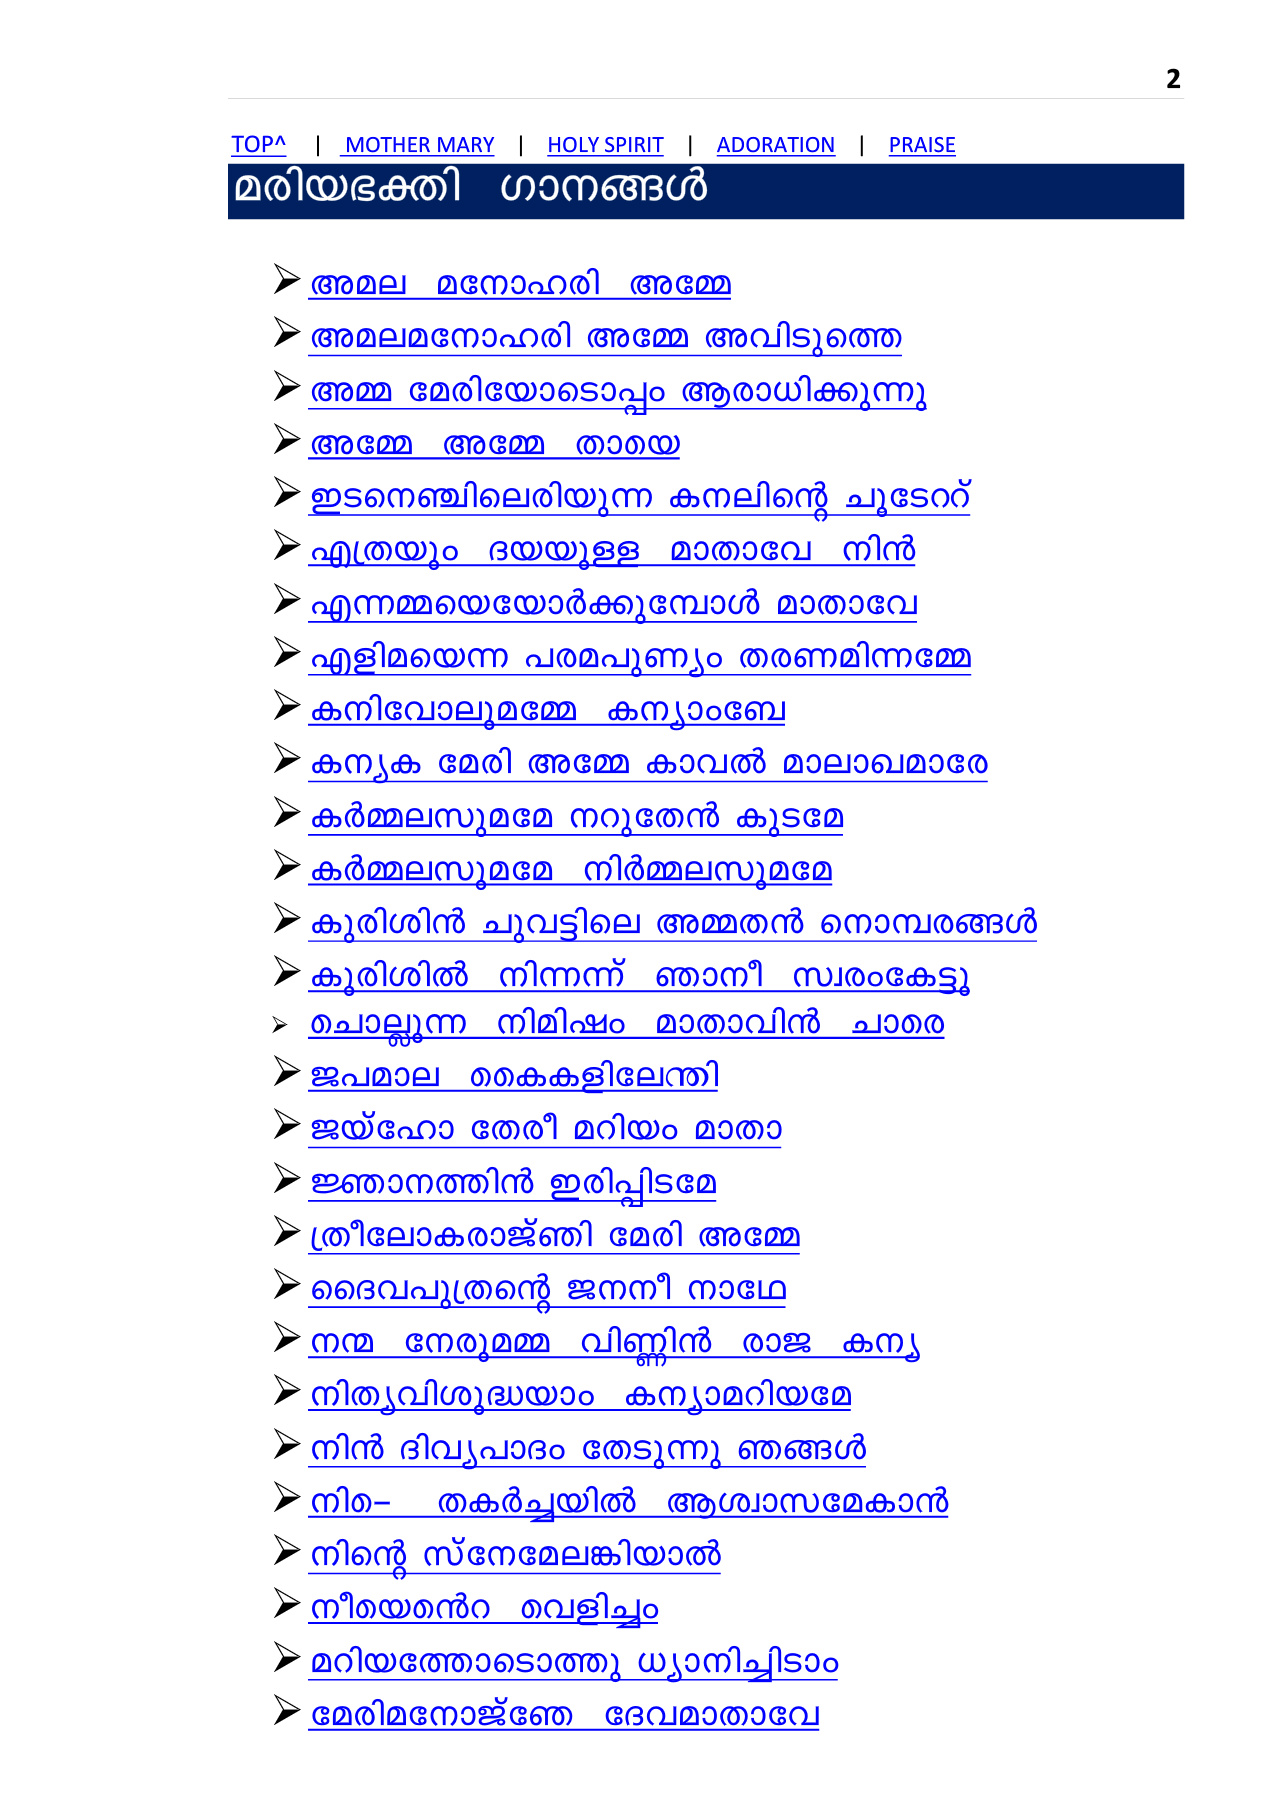 2
TOP^ | MOTHER MARY | HOLY SPIRIT | ADORATION | PRAISE
മരിയഭക്തി ഗാനങ്ങൾ
അമല മനോഹരി അമ്മേ
അമലമനോഹരി അമ്മേ അവിടുത്തെ
അമ്മ മേരിയോടൊപ്പം ആരാധിക്കുന്നു
അമ്മേ അമ്മേ തായെ
ഇടനെഞ്ചിലെരിയുന്ന കനലിന്റെ ചൂടേററ്
എത്രയൂം ദയയൂളള മാതാവേ നിൻ
എന്നമ്മയെയോർക്കുമ്പോൾ മാതാവേ
എളിമയെന്ന പരമപുണ്യം തരണമിന്നമ്മേ
കനിവോലൂമമ്മേ കന്യാംബേ
കന്യക മേരി അമ്മേ കാവൽ മാലാഖമാരേ
കർമ്മലസുമമേ നറുതേൻ കുടമേ
കർമ്മലസൂമമേ നിർമ്മലസൂമമേ
കുരിശിൻ ചുവട്ടിലെ അമ്മതൻ നൊമ്പരങ്ങൾ
കൂരിശിൽ നിന്നന്ന് ഞാനീ സ്വരംകേട്ടൂ
ചൊല്ലൂന്ന നിമിഷം മാതാവിൻ ചാരെ
ജപമാല കൈകളിലേന്തി
ജയ്ഹോ തേരീ മറിയം മാതാ
ജ്ഞാനത്തിൻ ഇരിപ്പിടമേ
ത്രീലോകരാജ്ഞി മേരി അമ്മേ
ദൈവപുത്രന്റെ ജനനീ നാഥേ
നന്മ നേരൂമമ്മ വിണ്ണിൻ രാജ കന്യ
നിത്യവിശൂദ്ധയാം കന്യാമറിയമേ
നിൻ ദിവ്യപാദം തേടുന്നു ഞങ്ങൾ
നിെ– തകർച്ചയിൽ ആശ്വാസമേകാൻ
നിന്റെ സ്നേമേലങ്കിയാൽ
നീയെൻെറ വെളിച്ചം
മറിയത്തോടൊത്തു ധ്യാനിച്ചിടാം
മേരിമനോജ്ഞേ ദേവമാതാവേ